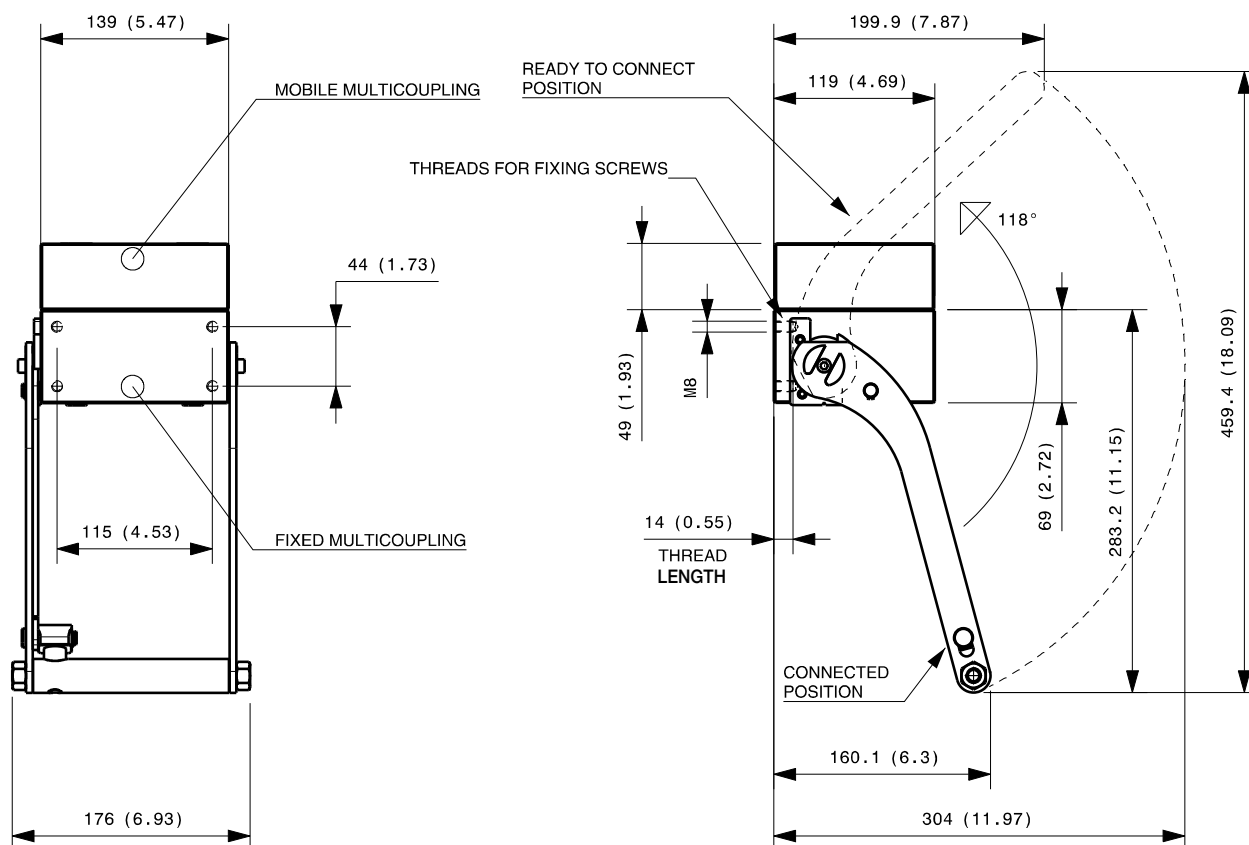 139 (5.47)
199.9 (7.87)
READY TO CONNECT
POSITION
119 (4.69)
MOBILE MULTICOUPLING
THREADS FOR FIXING SCREWS
118°
44 (1.73)
M8
49 (1.93)
459.4 (18.09)
69 (2.72)
283.2 (11.15)
115 (4.53)
FIXED MULTICOUPLING
14 (0.55)
THREAD
LENGTH
CONNECTED
POSITION
160.1 (6.3)
176 (6.93)
304 (11.97)